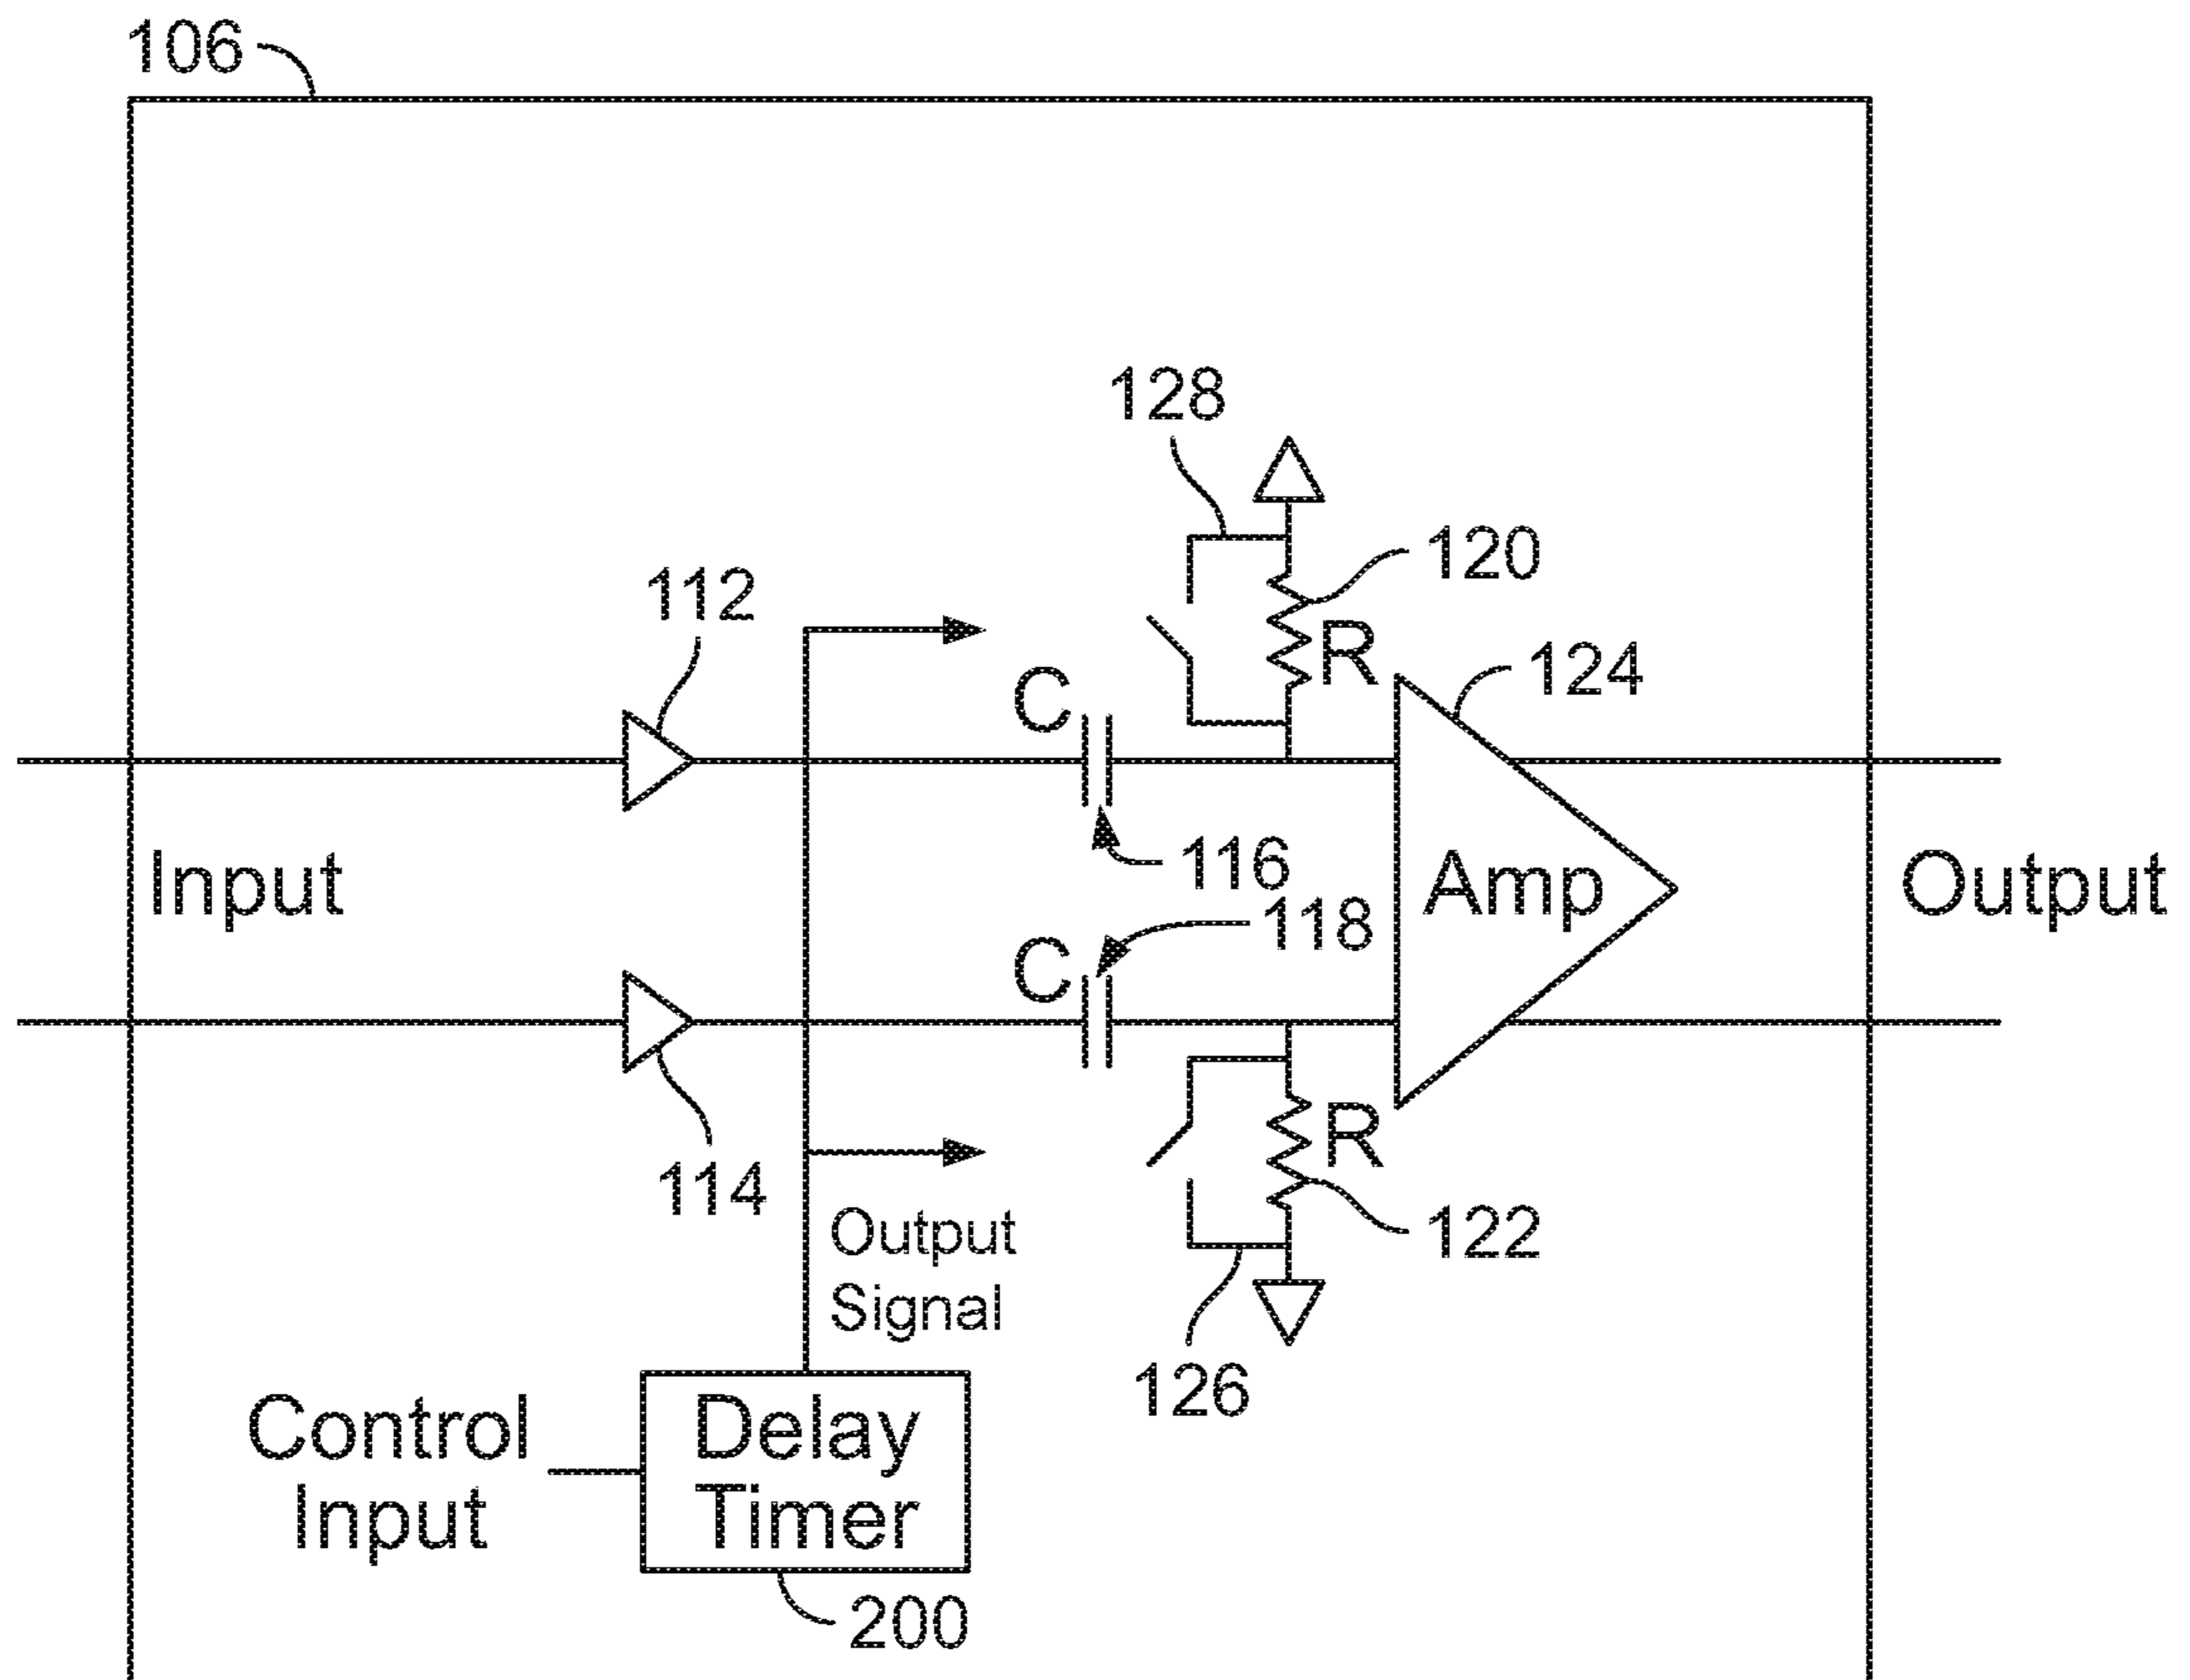 106
128
120
112
R
124
C
116
Input
Amp
Output
118
C
R
114
122
Output
Signal
126
Control
Input
Delay
Timer
200